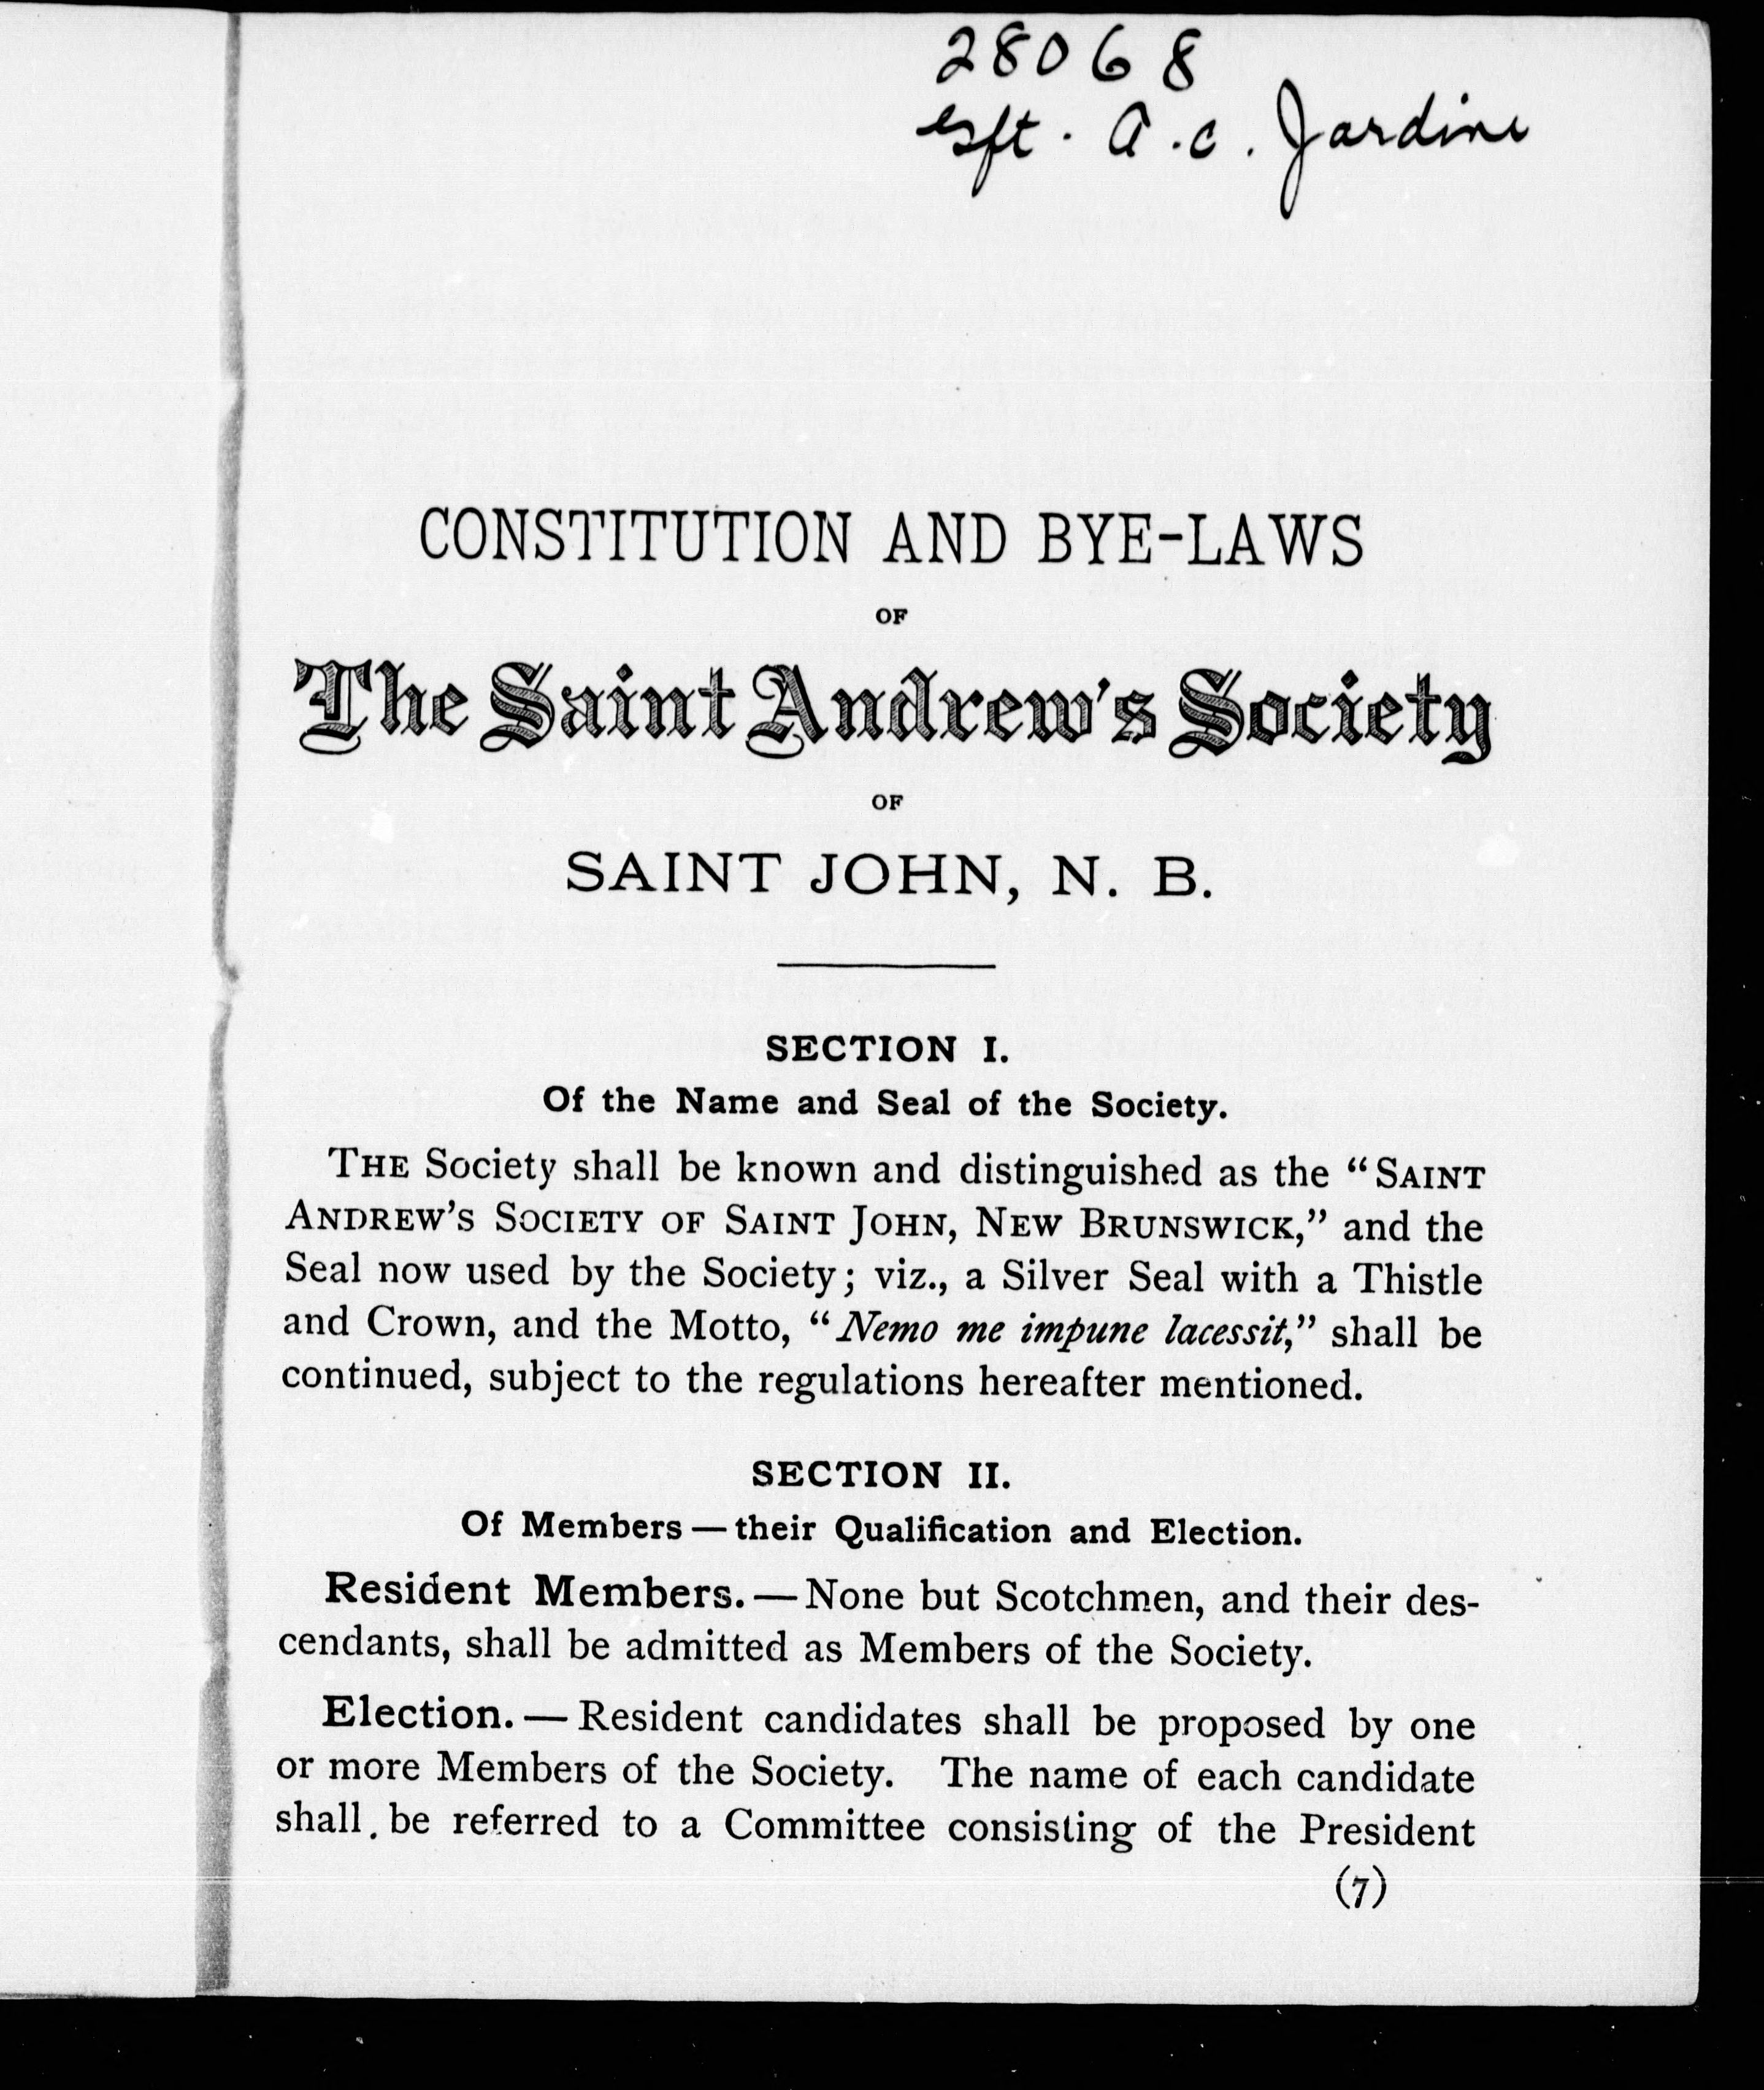 28068
A.C. Jardine
CONSTITUTION AND BYE-LAWS
OF
The Saint Andrew's Society
OF
SAINT JOHN, N. B.
SECTION I.
Of the Name and Seal of the Society.
THE Society shall be known and distinguished as the "SAINT
ANDREW'S SOCIETY OF SAINT JOHN, NEW BRUNSWICK," and the
Seal now used by the Society; viz., a Silver Seal with a Thistle
and Crown, and the Motto, "Nemo me impune lacessit," shall be
continued, subject to the regulations hereafter mentioned.
SECTION II.
Of Members — their Qualification and Election.
Resident Members. — None but Scotchmen, and their des-
cendants, shall be admitted as Members of the Society.
Election. — Resident candidates shall be proposed by one
or more Members of the Society. The name of each candidate
shall be referred to a Committee consisting of the President
(7)